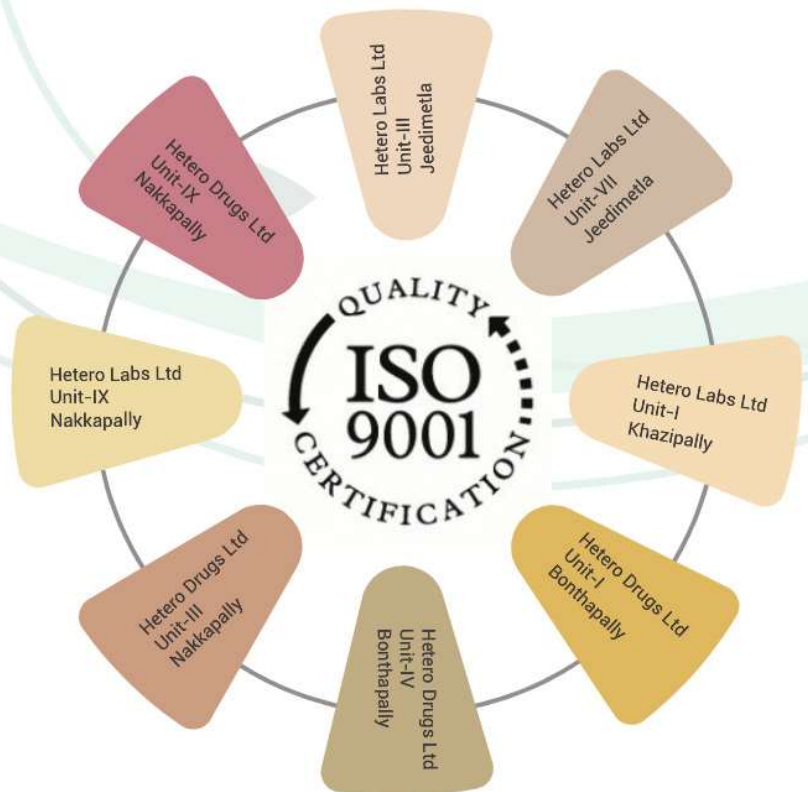 Hetero Labs Ltd
Unit-III
Jeedimetla
Hetero Labs Ltd
Unit-VII
Jeedimetla
Hetero Labs Ltd
Unit-I
Khazipally
Hetero Drugs Ltd
Unit-I
Bonthapally
Hetero Drugs Ltd
Unit-IV
Bonthapally
Hetero Drugs Ltd
Unit-III
Nakkapally
Hetero Labs Ltd
Unit-IX
Nakkapally
Hetero Drugs Ltd
Unit-IX
Nakkapally
QUALITY
ISO
9001
CERTIFICATION